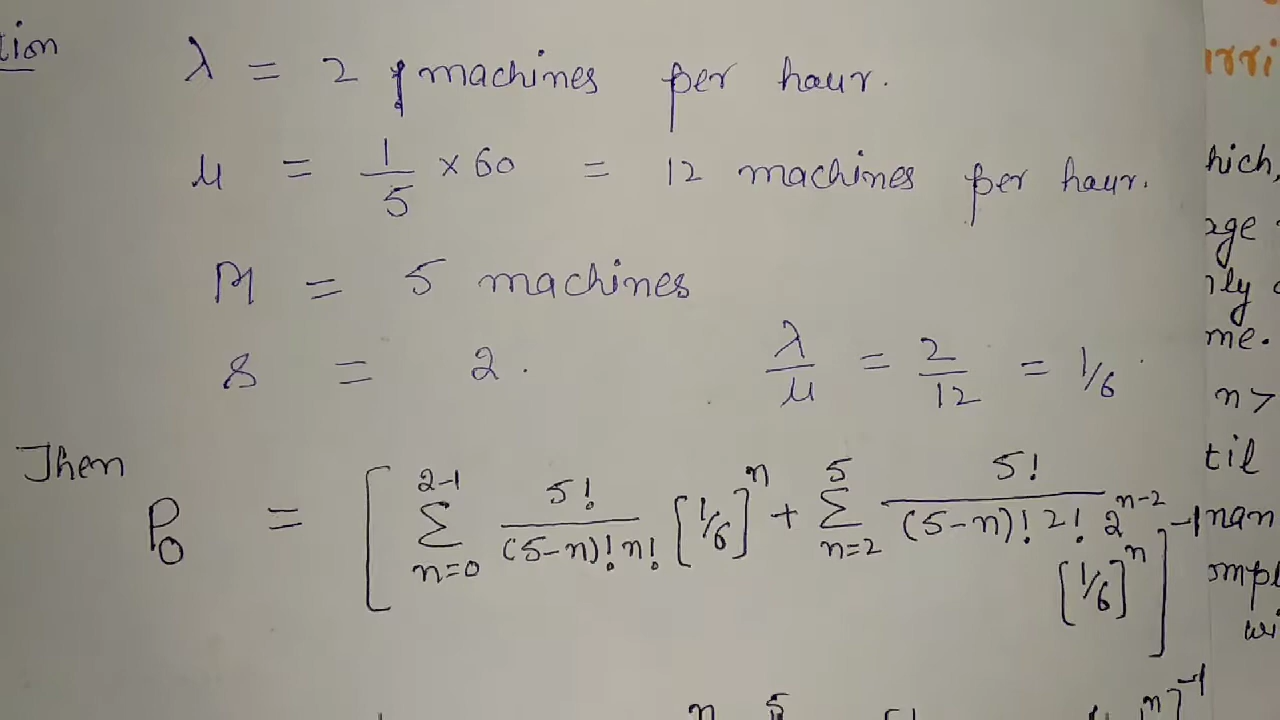 tion
λ = 2 machines per hour.
μ = 1/5 × 60 = 12 machines per hour.
M = 5 machines
s = 2. λ/μ = 2/12 = 1/6.
Then
P₀ = [ Σ_{n=0}^{2-1} 5!/((5-n)! n!) [1/6]^n + Σ_{n=2}^{5} 5!/((5-n)! 2! 2^{n-2}) [1/6]^n ]^{-1}
rri
hich,
age
ily
me.
n>
til
nan
ompl
wi